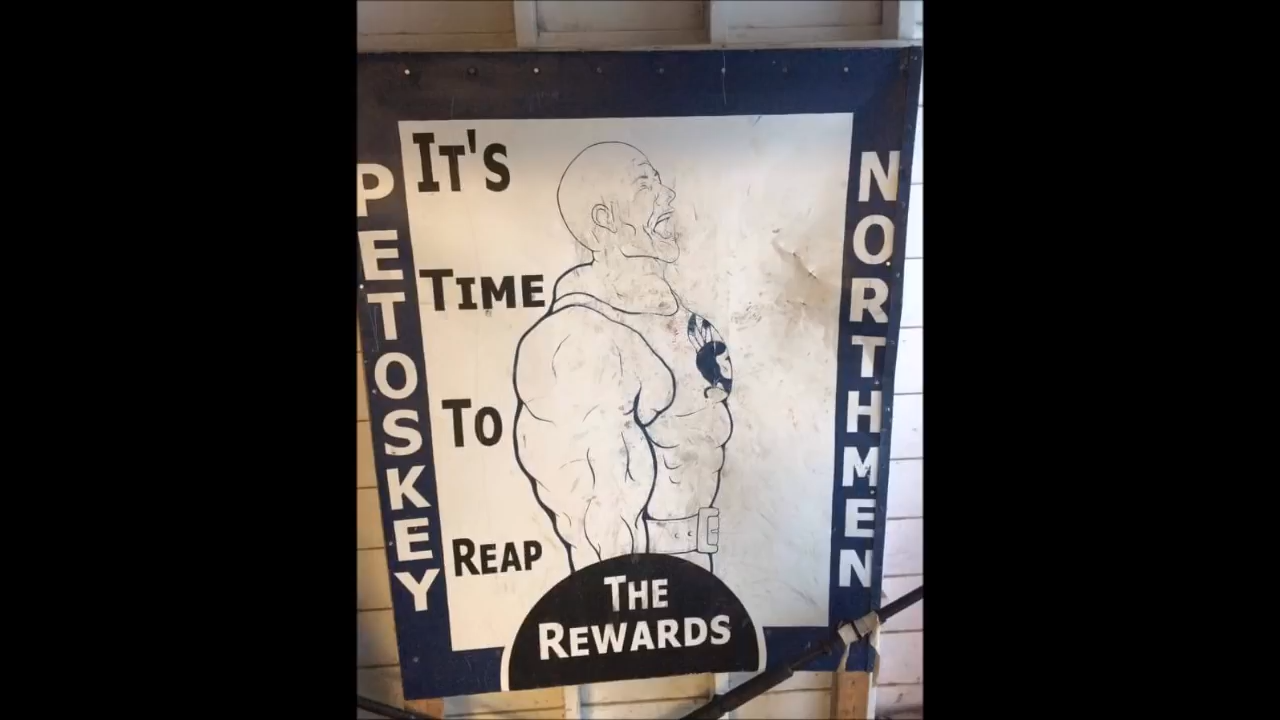 PETOSKEY
IT'S
TIME
TO
REAP
THE
REWARDS
NORTHMEN